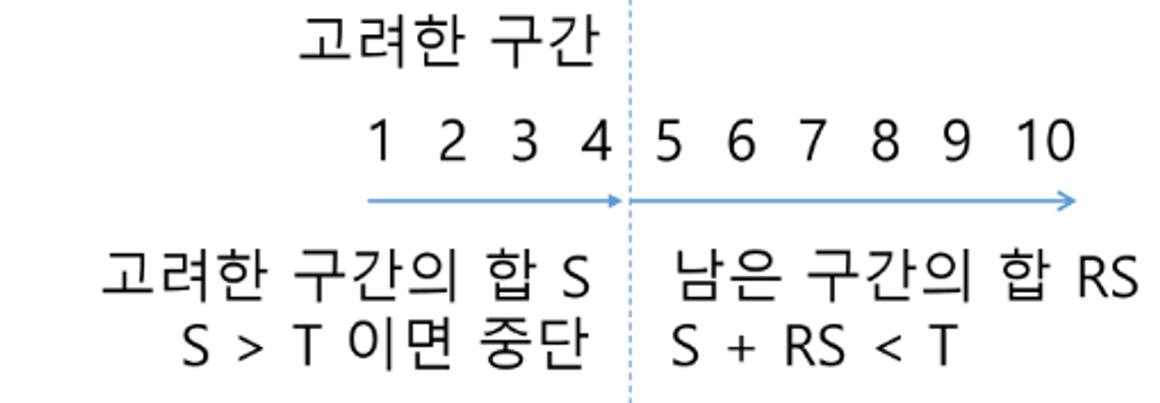 고려한 구간
1 2 3 4 5 6 7 8 9 10
고려한 구간의 합 S
S > T 이면 중단
남은 구간의 합 RS
S + RS < T